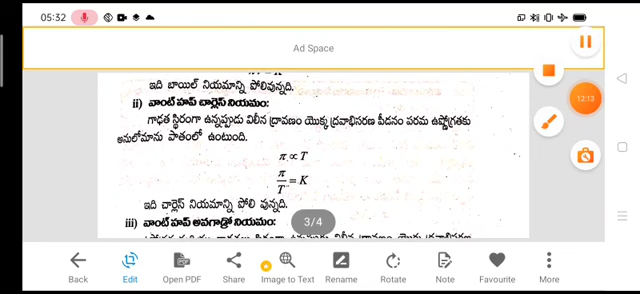 05:32
Ad Space
ఇది బాయిల్ నియమాన్ని పోలివున్నది.
ii) వాంట్ హాఫ్ చార్లెస్ నియమం:
గాఢత స్థిరంగా ఉన్నప్పుడు విలీన ద్రావణం యొక్క ద్రవాభిసరణ పీడనం పరమ ఉష్ణోగ్రతకు
అనులోమాను పాతంలో ఉంటుంది.
π ∝ T
π/T = K
ఇది చార్లెస్ నియమాన్ని పోలి వున్నది.
iii) వాంట్ హాఫ్ అవగాడ్రో నియమం:
3/4
12:13
Back Edit Open PDF Share Image to Text Rotate Rename Note Favourite More